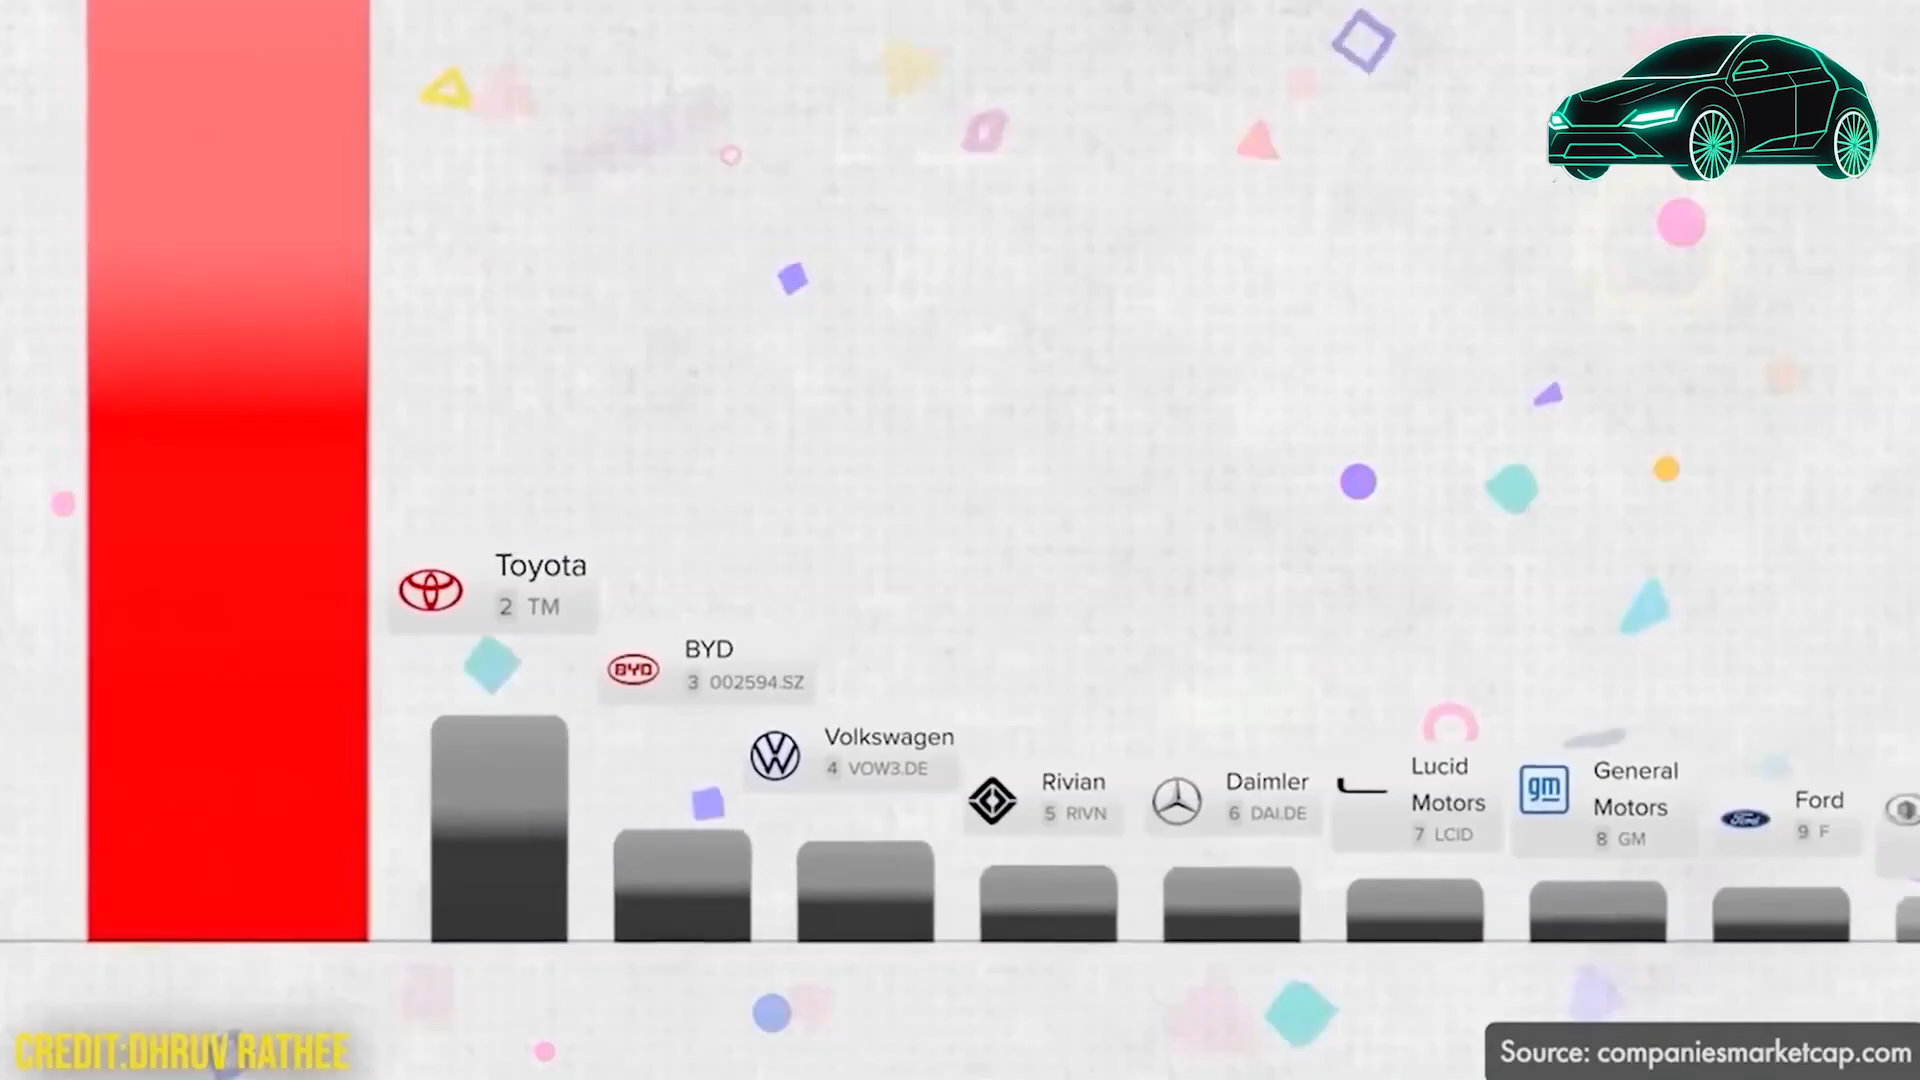 Toyota
2 TM
BYD
BYD
3 002594.SZ
Volkswagen
4 VOW3.DE
Rivian
5 RIVN
Daimler
6 DAI.DE
Lucid
Motors
7 LCID
gm
General
Motors
8 GM
Ford
Ford
9 F
CREDIT:DHRUV RATHEE
Source: companiesmarketcap.com